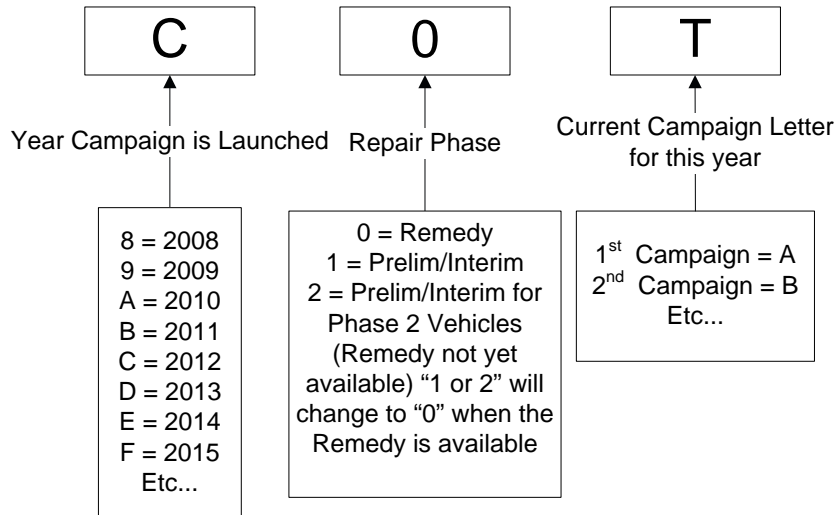 C
0
T
Year Campaign is Launched
Repair Phase
Current Campaign Letter
for this year
8 = 2008
9 = 2009
A = 2010
B = 2011
C = 2012
D = 2013
E = 2014
F = 2015
Etc...
0 = Remedy
1 = Prelim/Interim
2 = Prelim/Interim for
Phase 2 Vehicles
(Remedy not yet
available) “1 or 2” will
change to “0” when the
Remedy is available
1st Campaign = A
2nd Campaign = B
Etc...